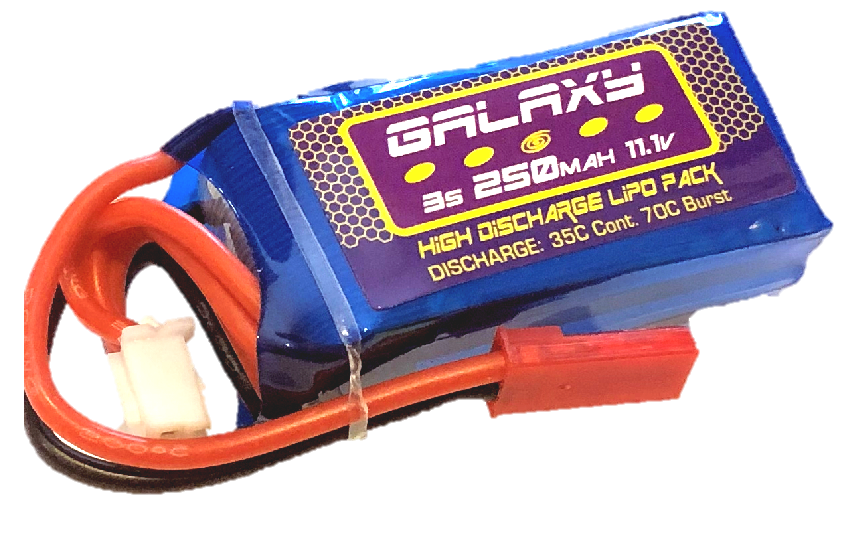 GALAXY
3s 250MAH 11.1V
HiGH DiSCHARGE LiPO PACK
DISCHARGE: 35C Cont. 70C Burst